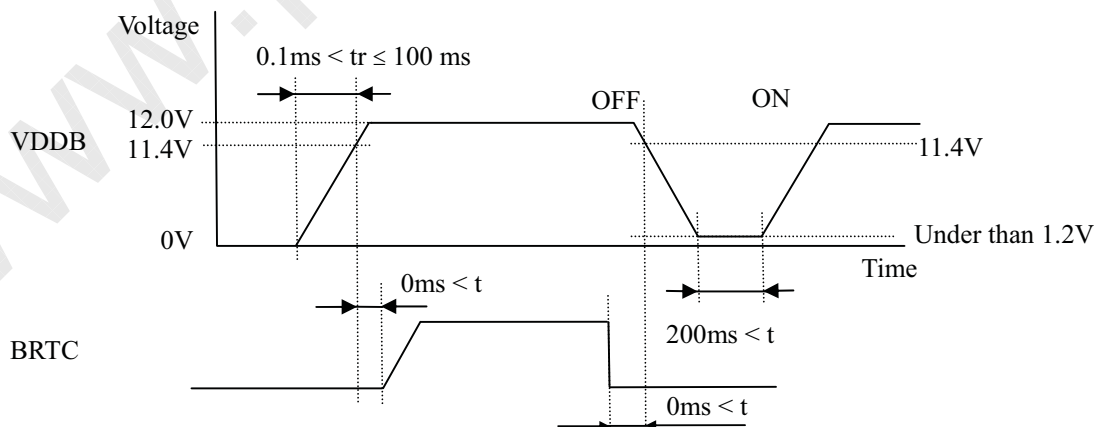 Voltage
0.1ms < tr ≤ 100 ms
OFF
ON
12.0V
VDDB
11.4V
11.4V
0V
Under than 1.2V
Time
0ms < t
200ms < t
BRTC
0ms < t